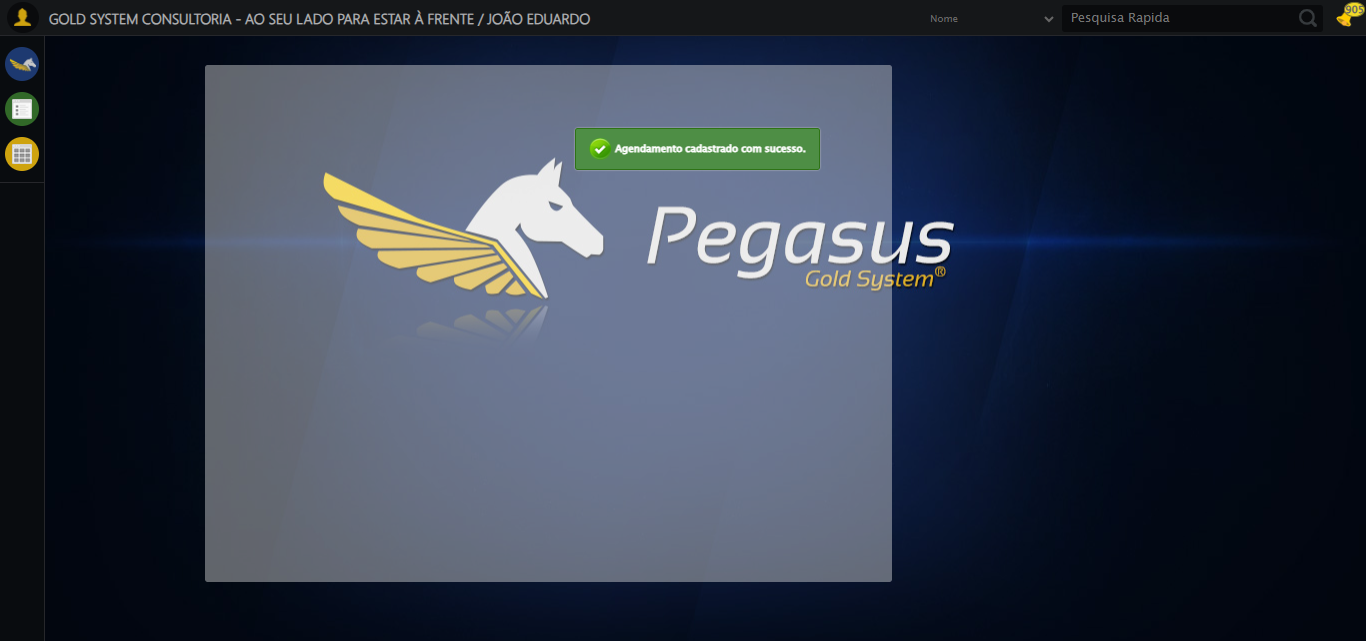 GOLD SYSTEM CONSULTORIA - AO SEU LADO PARA ESTAR À FRENTE / JOÃO EDUARDO
Nome
Pesquisa Rapida
905
Agendamento cadastrado com sucesso.
Pegasus
Gold System®